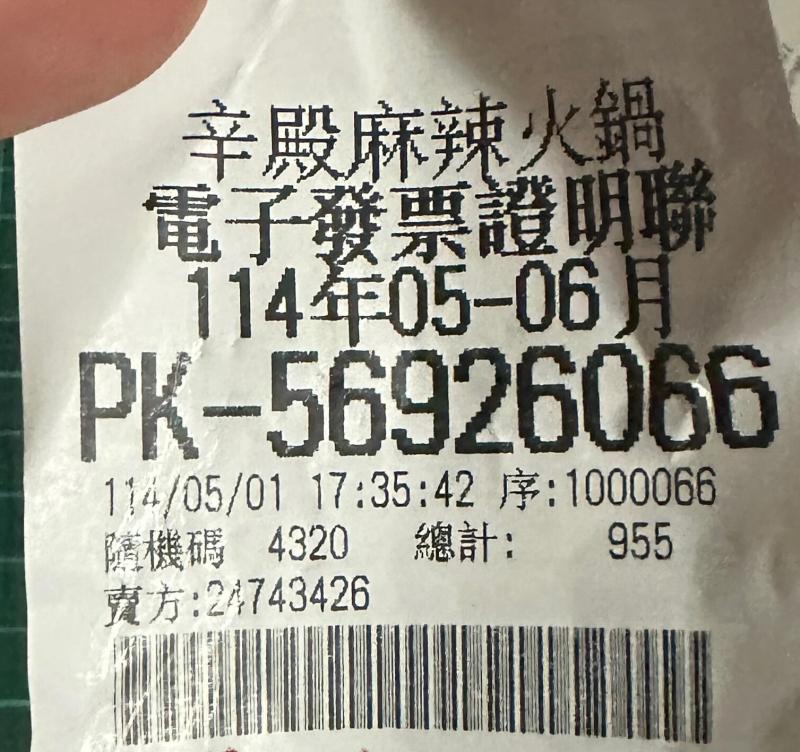 辛殿麻辣火鍋
電子發票證明聯
114年05-06月
PK-56926066
114/05/01 17:35:42 序:1000066
隨機碼 4320 總計: 955
賣方:24743426